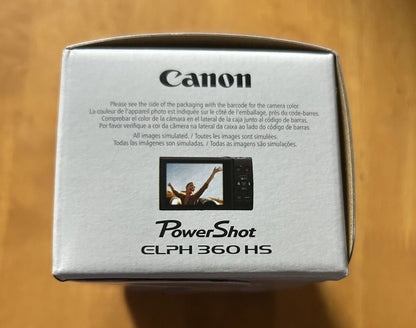 Canon
Please see the side of the packaging with the barcode for the camera color.
La couleur de l'appareil photo est indiquée sur le côté de l'emballage, près du code-barres.
Comprobar el color de la cámara en el lateral de la caja junto al código de barras.
Por favor verifique a cor da câmera na lateral da caixa ao lado do código de barras.
All images simulated. / Toutes les images sont simulées.
Todas las imágenes son simuladas. / Todas as imagens são simulações.
PowerShot
ELPH 360 HS